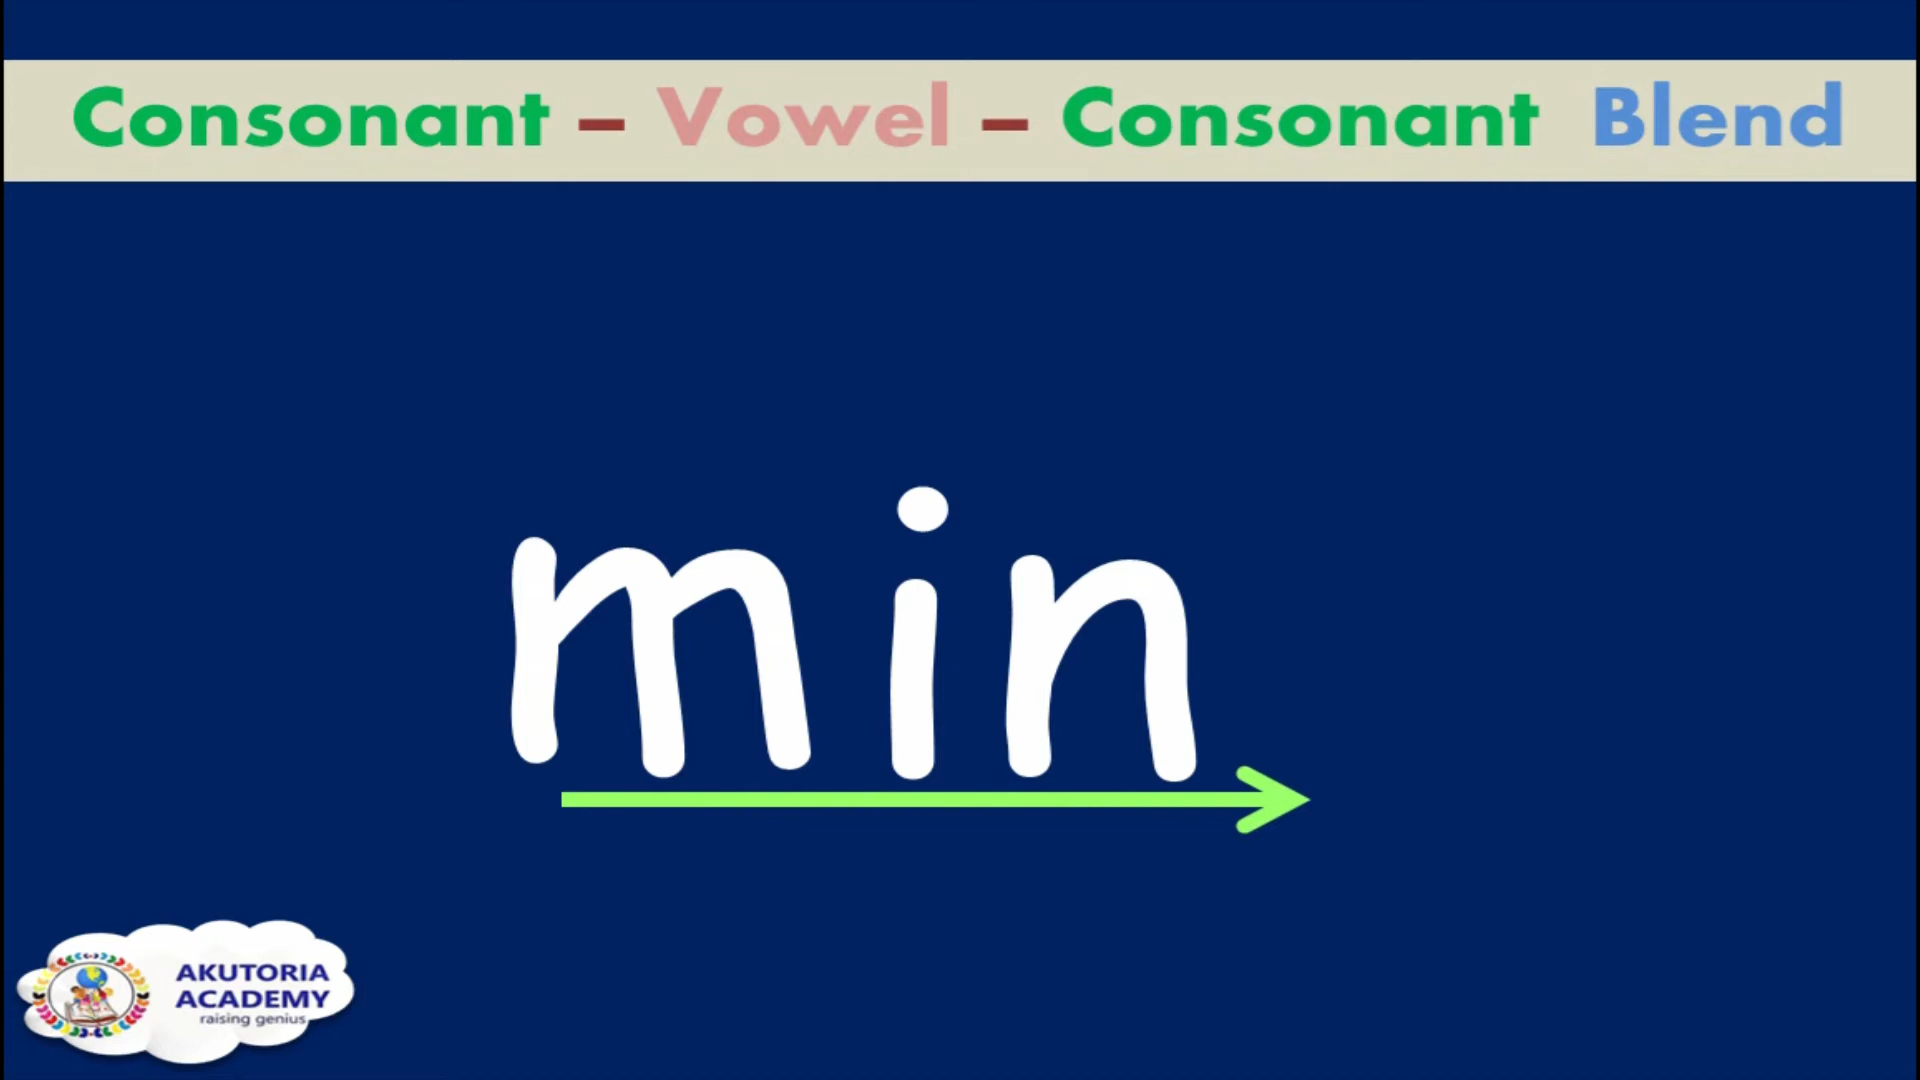 Consonant – Vowel – Consonant Blend
min
AKUTORIA
ACADEMY
raising genius